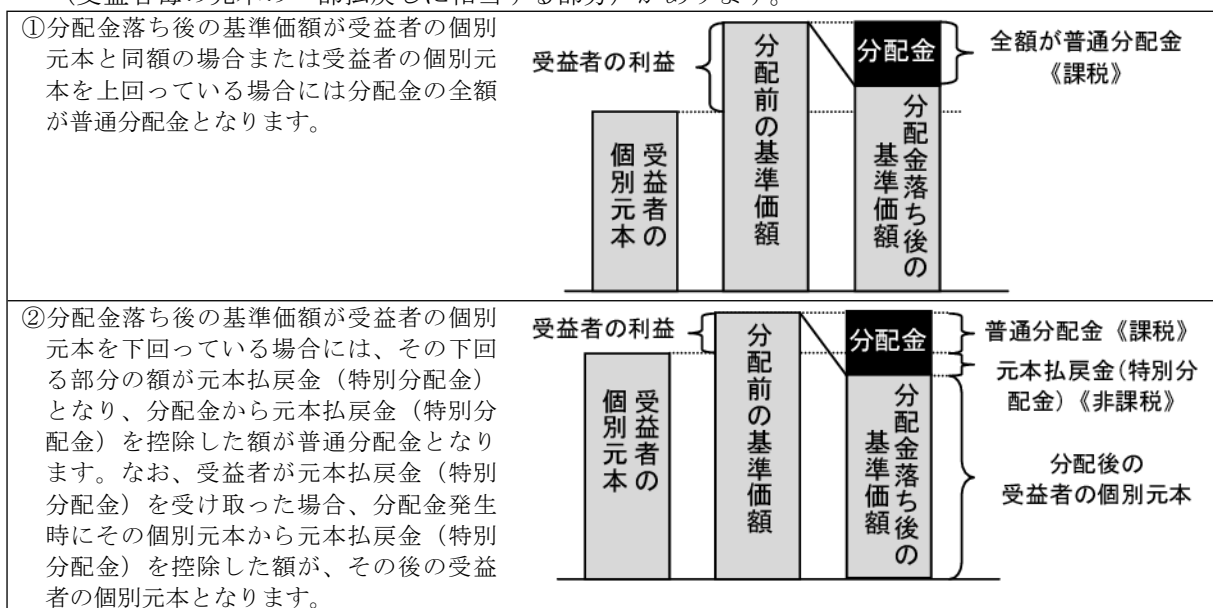 （受益者毎の元本の一部払戻しに相当する部分）があります。
①分配金落ち後の基準価額が受益者の個別
元本と同額の場合または受益者の個別元
本を上回っている場合には分配金の全額
が普通分配金となります。
受益者の利益
受益者の
個別元本
分配前の基準価額
分配金
分配金落ち後の
基準価額
全額が普通分配金
《課税》
②分配金落ち後の基準価額が受益者の個別
元本を下回っている場合には、その下回
る部分の額が元本払戻金（特別分配金）
となり、分配金から元本払戻金（特別分
配金）を控除した額が普通分配金となり
ます。なお、受益者が元本払戻金（特別
分配金）を受け取った場合、分配金発生
時にその個別元本から元本払戻金（特別
分配金）を控除した額が、その後の受益
者の個別元本となります。
受益者の利益
受益者の
個別元本
分配前の基準価額
分配金
分配金落ち後の
基準価額
普通分配金《課税》
元本払戻金（特別分
配金）《非課税》
分配後の
受益者の個別元本